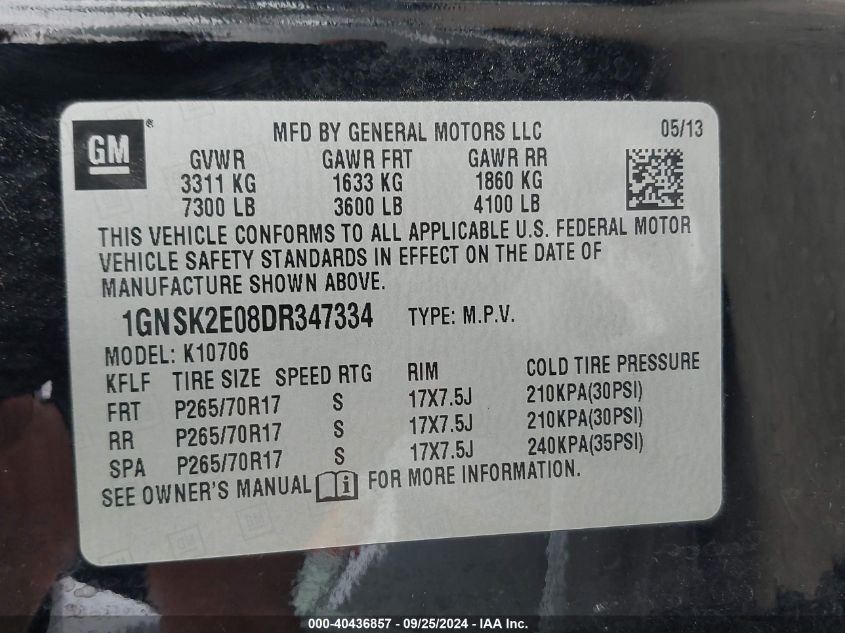 GM®
MFD BY GENERAL MOTORS LLC 05/13
GVWR GAWR FRT GAWR RR
3311 KG 1633 KG 1860 KG
7300 LB 3600 LB 4100 LB
THIS VEHICLE CONFORMS TO ALL APPLICABLE U.S. FEDERAL MOTOR
VEHICLE SAFETY STANDARDS IN EFFECT ON THE DATE OF
MANUFACTURE SHOWN ABOVE.
1GNSK2E08DR347334 TYPE: M.P.V.
MODEL: K10706
KFLF TIRE SIZE SPEED RTG RIM COLD TIRE PRESSURE
FRT P265/70R17 S 17X7.5J 210KPA(30PSI)
RR P265/70R17 S 17X7.5J 210KPA(30PSI)
SPA P265/70R17 S 17X7.5J 240KPA(35PSI)
SEE OWNER'S MANUAL i FOR MORE INFORMATION.
000-40436857 - 09/25/2024 - IAA Inc.